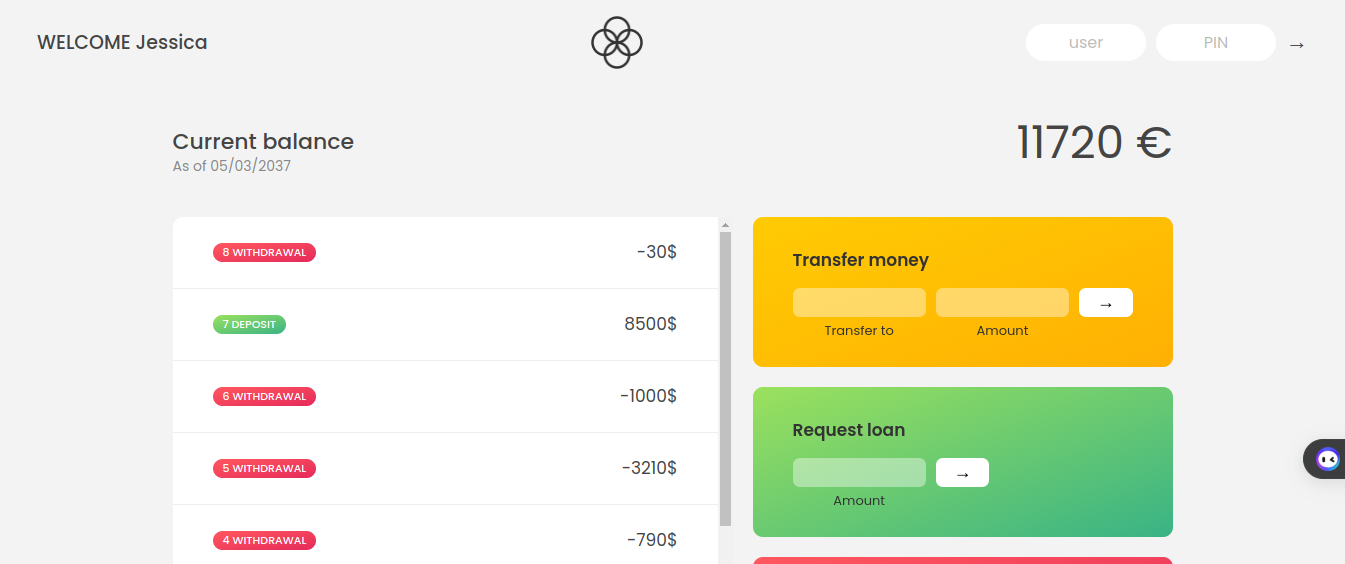 WELCOME Jessica
user
PIN
→
Current balance
As of 05/03/2037
11720 €
8 WITHDRAWAL
-30$
7 DEPOSIT
8500$
6 WITHDRAWAL
-1000$
5 WITHDRAWAL
-3210$
4 WITHDRAWAL
-790$
Transfer money
→
Transfer to
Amount
Request loan
→
Amount